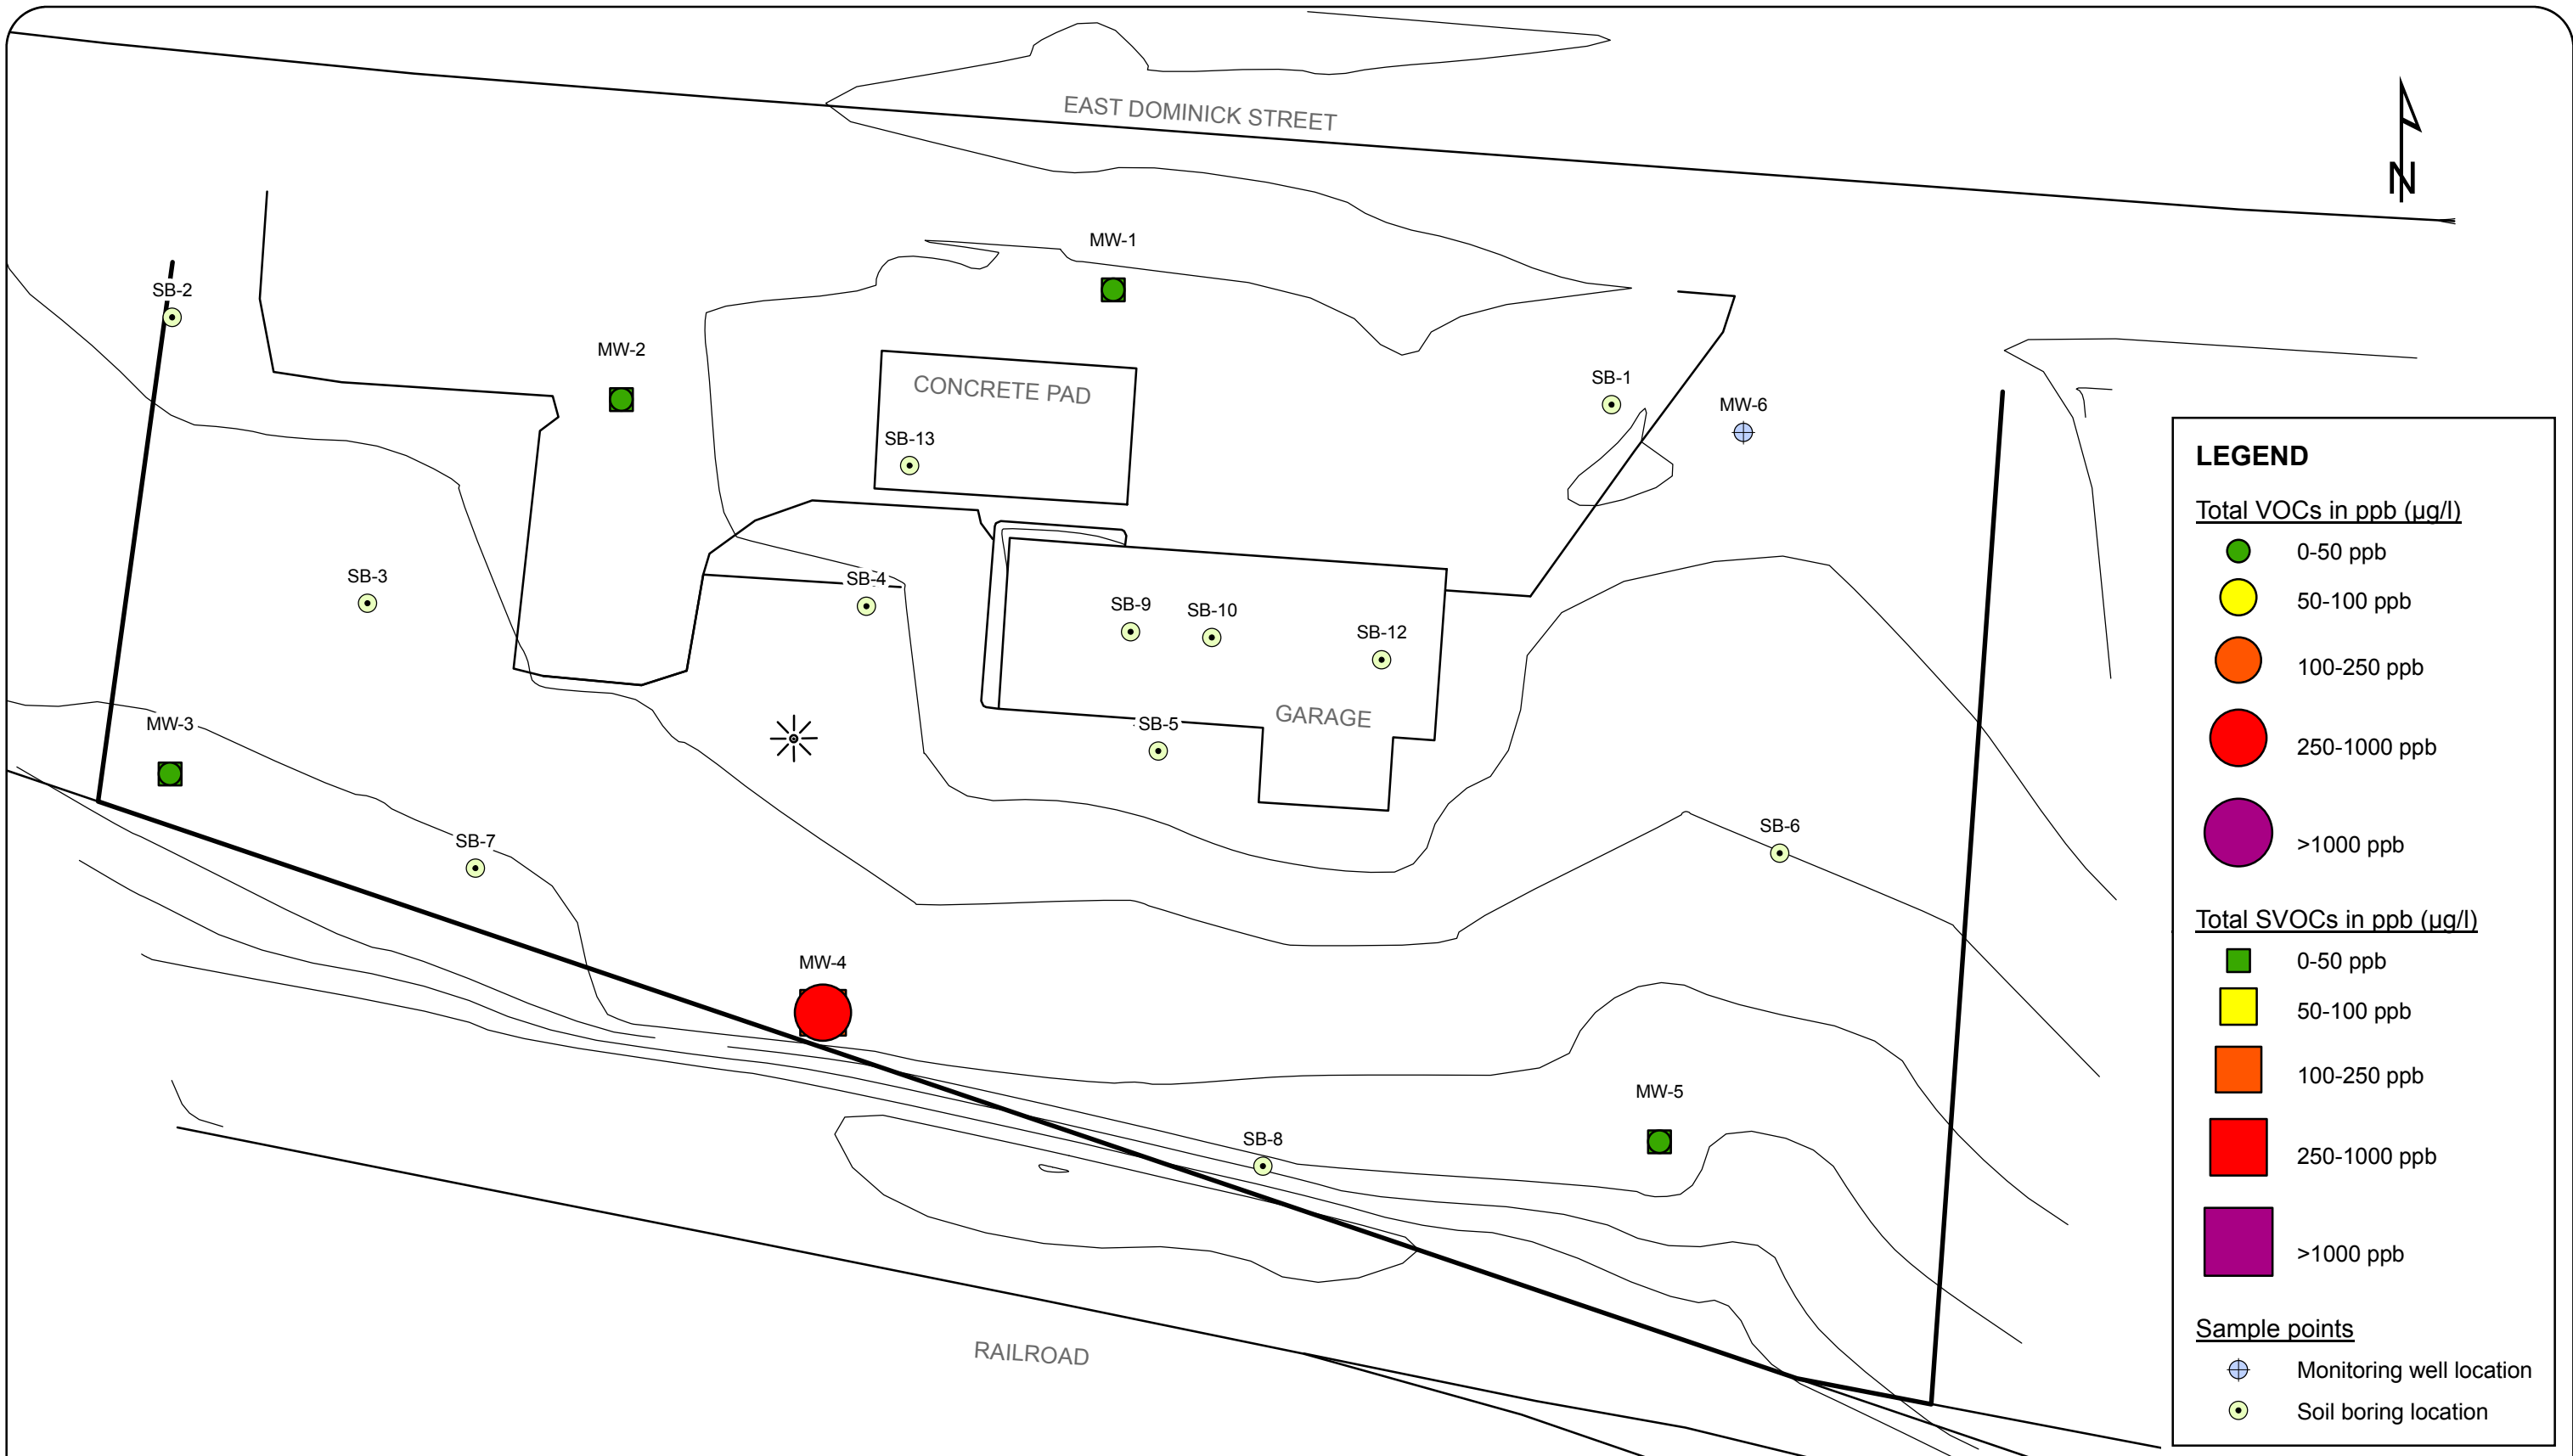 EAST DOMINICK STREET
N
MW-1
SB-2
MW-2
CONCRETE PAD
SB-1
MW-6
SB-13
SB-3
SB-4
SB-9
SB-10
SB-12
GARAGE
SB-5
MW-3
SB-7
SB-6
MW-4
MW-5
SB-8
RAILROAD
LEGEND
Total VOCs in ppb (µg/l)
0-50 ppb
50-100 ppb
100-250 ppb
250-1000 ppb
>1000 ppb
Total SVOCs in ppb (µg/l)
0-50 ppb
50-100 ppb
100-250 ppb
250-1000 ppb
>1000 ppb
Sample points
Monitoring well location
Soil boring location